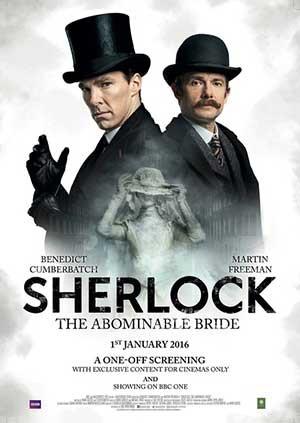 BENEDICT
CUMBERBATCH
MARTIN
FREEMAN
SHERLOCK
THE ABOMINABLE BRIDE
1ST JANUARY 2016
A ONE-OFF SCREENING
WITH EXCLUSIVE CONTENT FOR CINEMAS ONLY
AND
SHOWING ON BBC ONE
BBC